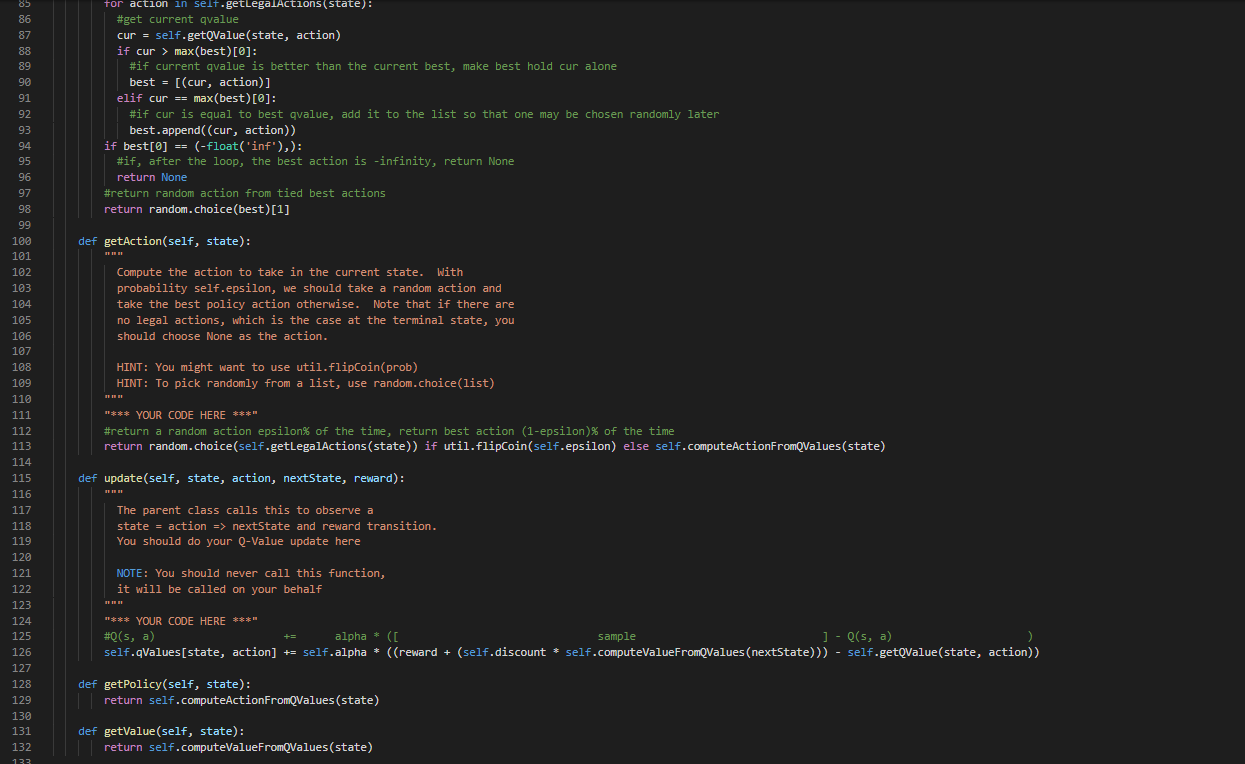 85 for action in self.getLegalActions(state):
86 #get current qvalue
87 cur = self.getQValue(state, action)
88 if cur > max(best)[0]:
89 #if current qvalue is better than the current best, make best hold cur alone
90 best = [(cur, action)]
91 elif cur == max(best)[0]:
92 #if cur is equal to best qvalue, add it to the list so that one may be chosen randomly later
93 best.append((cur, action))
94 if best[0] == (-float('inf'),):
95 #if, after the loop, the best action is -infinity, return None
96 return None
97 #return random action from tied best actions
98 return random.choice(best)[1]
99
100 def getAction(self, state):
101 """
102 Compute the action to take in the current state.  With
103 probability self.epsilon, we should take a random action and
104 take the best policy action otherwise.  Note that if there are
105 no legal actions, which is the case at the terminal state, you
106 should choose None as the action.
107
108 HINT: You might want to use util.flipCoin(prob)
109 HINT: To pick randomly from a list, use random.choice(list)
110 """
111 "*** YOUR CODE HERE ***"
112 #return a random action epsilon% of the time, return best action (1-epsilon)% of the time
113 return random.choice(self.getLegalActions(state)) if util.flipCoin(self.epsilon) else self.computeActionFromQValues(state)
114
115 def update(self, state, action, nextState, reward):
116 """
117 The parent class calls this to observe a
118 state = action => nextState and reward transition.
119 You should do your Q-Value update here
120
121 NOTE: You should never call this function,
122 it will be called on your behalf
123 """
124 "*** YOUR CODE HERE ***"
125 #Q(s, a) += alpha * ([ sample ] - Q(s, a) )
126 self.qValues[state, action] += self.alpha * ((reward + (self.discount * self.computeValueFromQValues(nextState))) - self.getQValue(state, action))
127
128 def getPolicy(self, state):
129 return self.computeActionFromQValues(state)
130
131 def getValue(self, state):
132 return self.computeValueFromQValues(state)
133